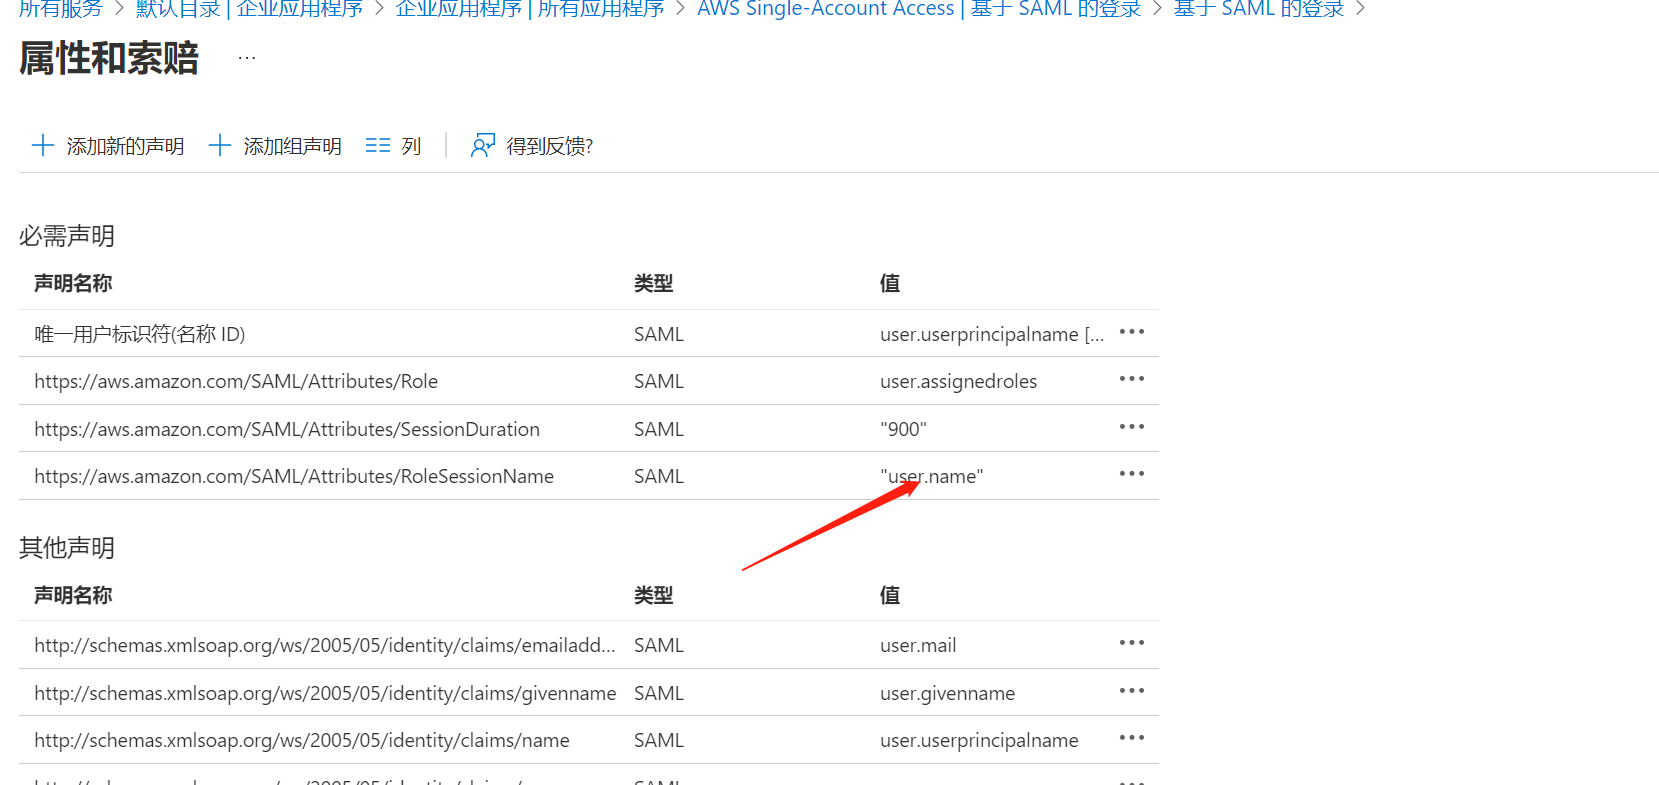 所有服务 > 默认目录 | 企业应用程序 > 企业应用程序 | 所有应用程序 > AWS Single-Account Access | 基于 SAML 的登录 > 基于 SAML 的登录 >
属性和索赔 ...
添加新的声明 添加组声明 列 得到反馈?
必需声明
声明名称 类型 值
唯一用户标识符(名称 ID) SAML user.userprincipalname [...
https://aws.amazon.com/SAML/Attributes/Role SAML user.assignedroles
https://aws.amazon.com/SAML/Attributes/SessionDuration SAML "900"
https://aws.amazon.com/SAML/Attributes/RoleSessionName SAML "user.name"
其他声明
声明名称 类型 值
http://schemas.xmlsoap.org/ws/2005/05/identity/claims/emailadd... SAML user.mail
http://schemas.xmlsoap.org/ws/2005/05/identity/claims/givenname SAML user.givenname
http://schemas.xmlsoap.org/ws/2005/05/identity/claims/name SAML user.userprincipalname